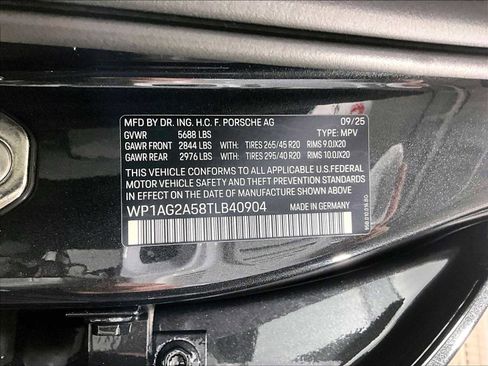 MFD BY DR. ING. H.C. F. PORSCHE AG 09/25
GVWR 5688 LBS TYPE: MPV
GAWR FRONT 2844 LBS WITH TIRES 265/45 R20 RIMS 9.0JX20
GAWR REAR 2976 LBS WITH TIRES 295/40 R20 RIMS 10.0JX20
THIS VEHICLE CONFORMS TO ALL APPLICABLE U.S.FEDERAL
MOTOR VEHICLE SAFETY, BUMPER, AND THEFT
PREVENTION STANDARDS IN EFFECT ON THE
DATE OF MANUFACTURE SHOWN ABOVE.
WP1AG2A58TLB40904 MADE IN GERMANY